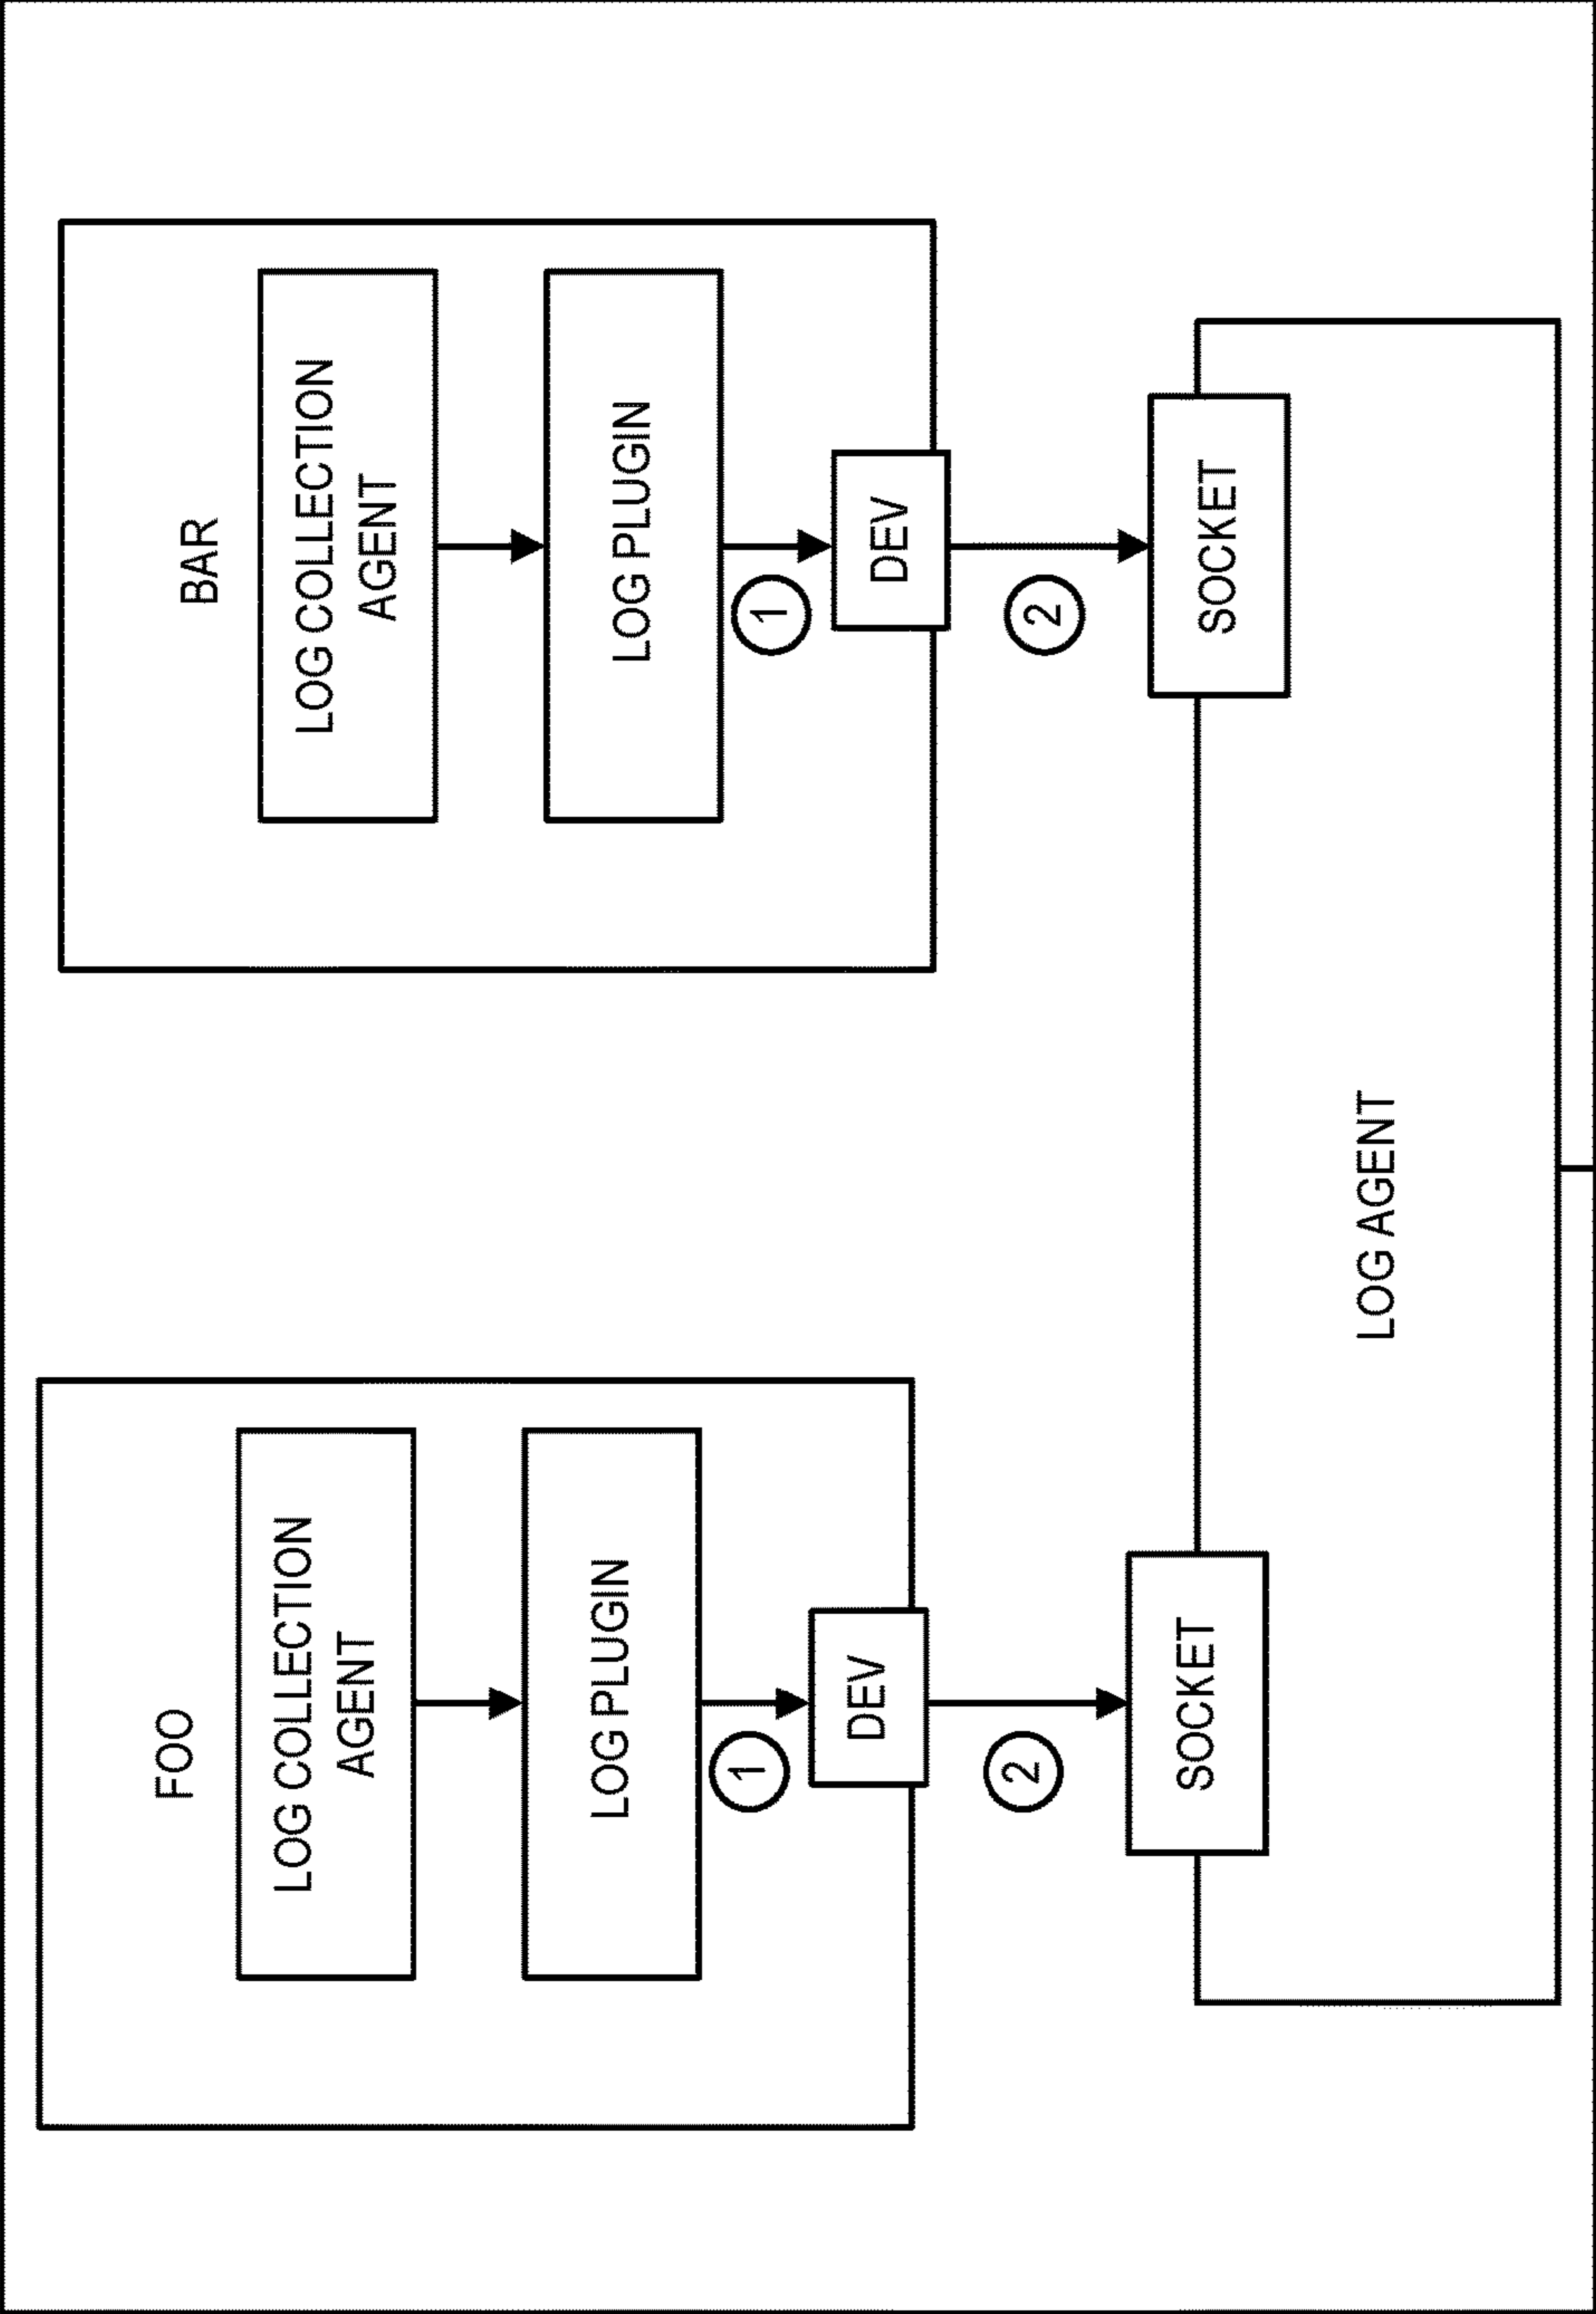 FOO
LOG COLLECTION
AGENT
LOG PLUGIN
1
DEV
2
SOCKET
BAR
LOG COLLECTION
AGENT
LOG PLUGIN
1
DEV
2
SOCKET
LOG AGENT